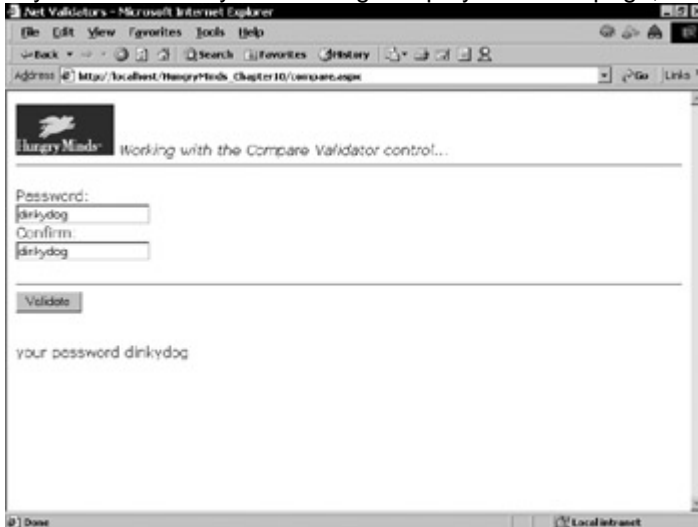 .Net Validators - Microsoft Internet Explorer
File Edit View Favorites Tools Help
Back Search Favorites History
Address http://localhost/HungryMinds_Chapter10/compare.aspx Go Links
Hungry Minds Working with the Compare Validator control...
Password:
dinkydog
Confirm:
dinkydog
Validate
your password dinkydog
Done Local intranet